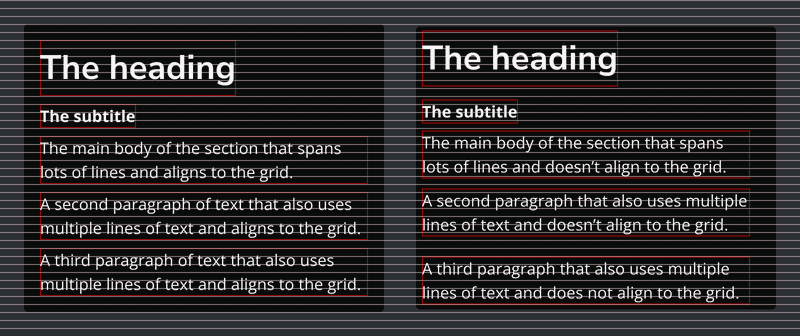 The heading
The subtitle
The main body of the section that spans
lots of lines and aligns to the grid.
A second paragraph of text that also uses
multiple lines of text and aligns to the grid.
A third paragraph of text that also uses
multiple lines of text and aligns to the grid.
The heading
The subtitle
The main body of the section that spans
lots of lines and doesn’t align to the grid.
A second paragraph that also uses multiple
lines of text and doesn’t align to the grid.
A third paragraph that also uses multiple
lines of text and does not align to the grid.